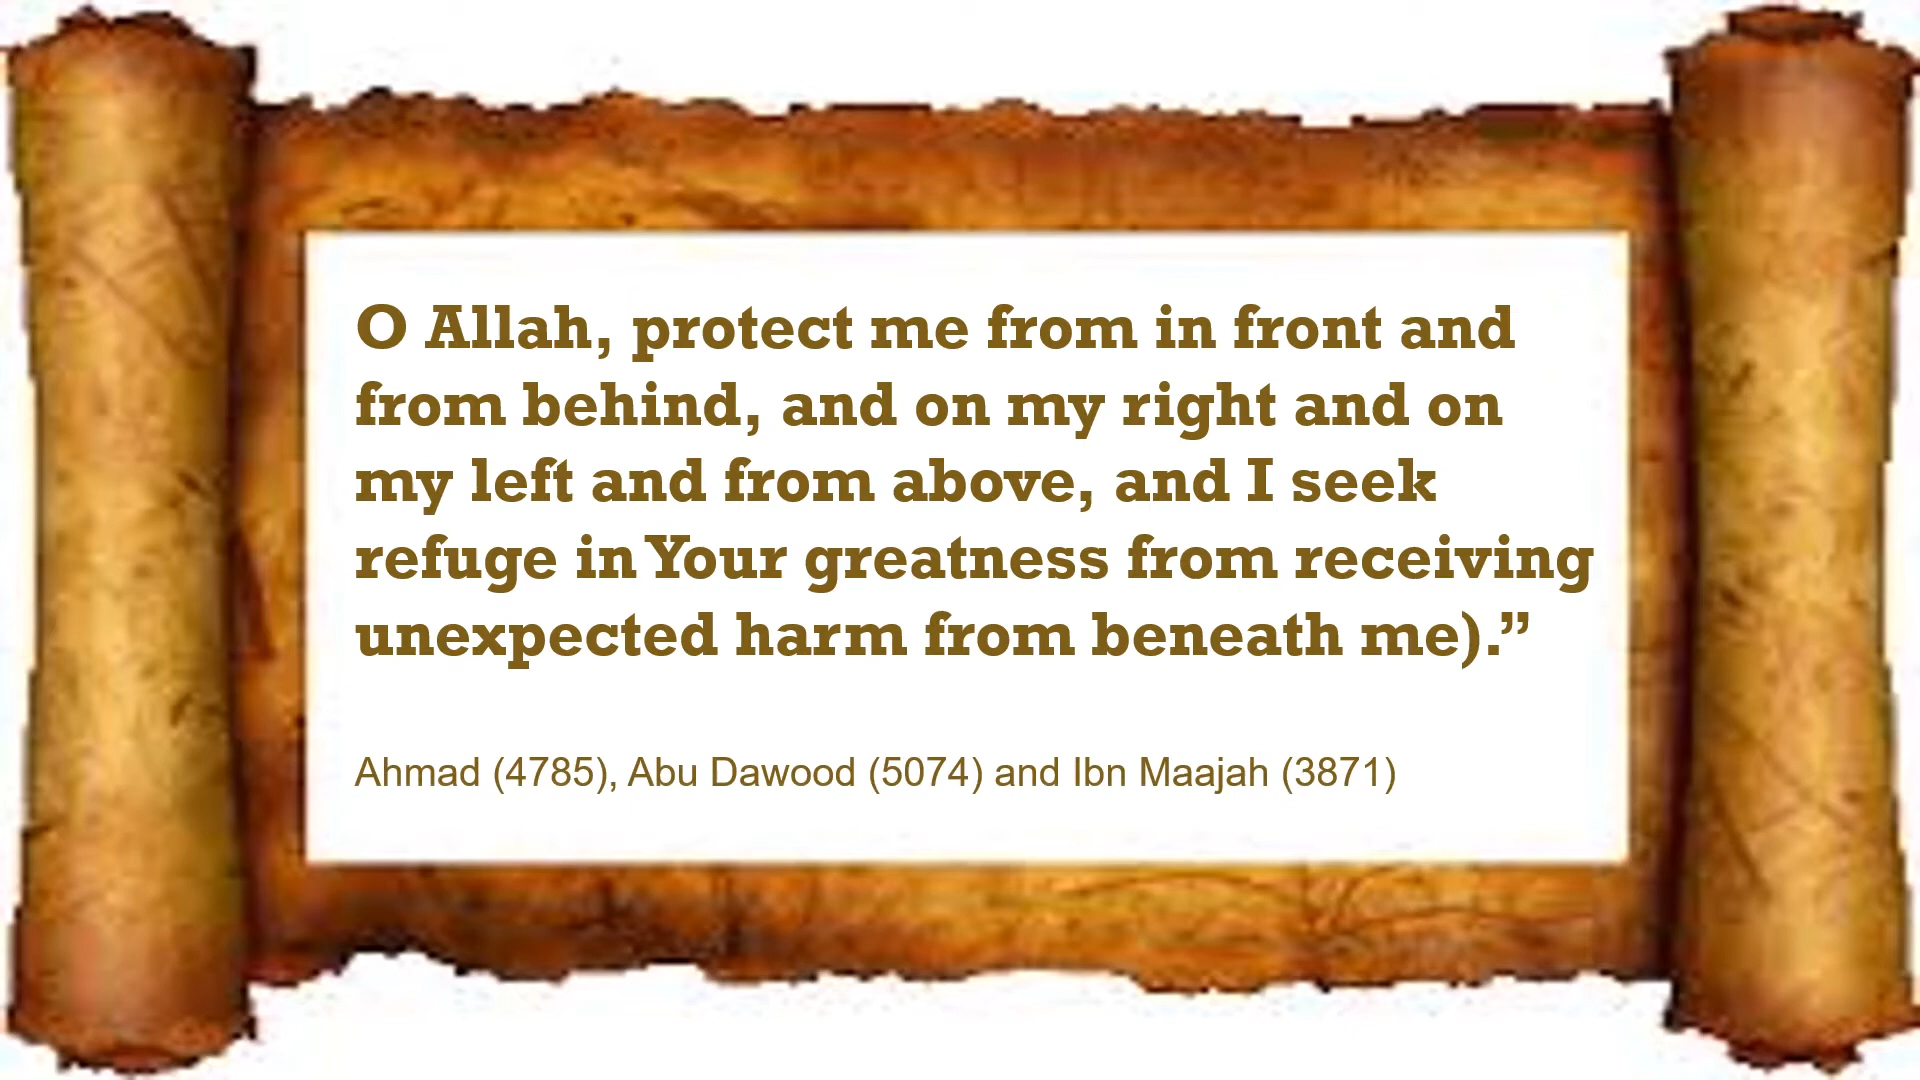 O Allah, protect me from in front and
from behind, and on my right and on
my left and from above, and I seek
refuge in Your greatness from receiving
unexpected harm from beneath me).”
Ahmad (4785), Abu Dawood (5074) and Ibn Maajah (3871)